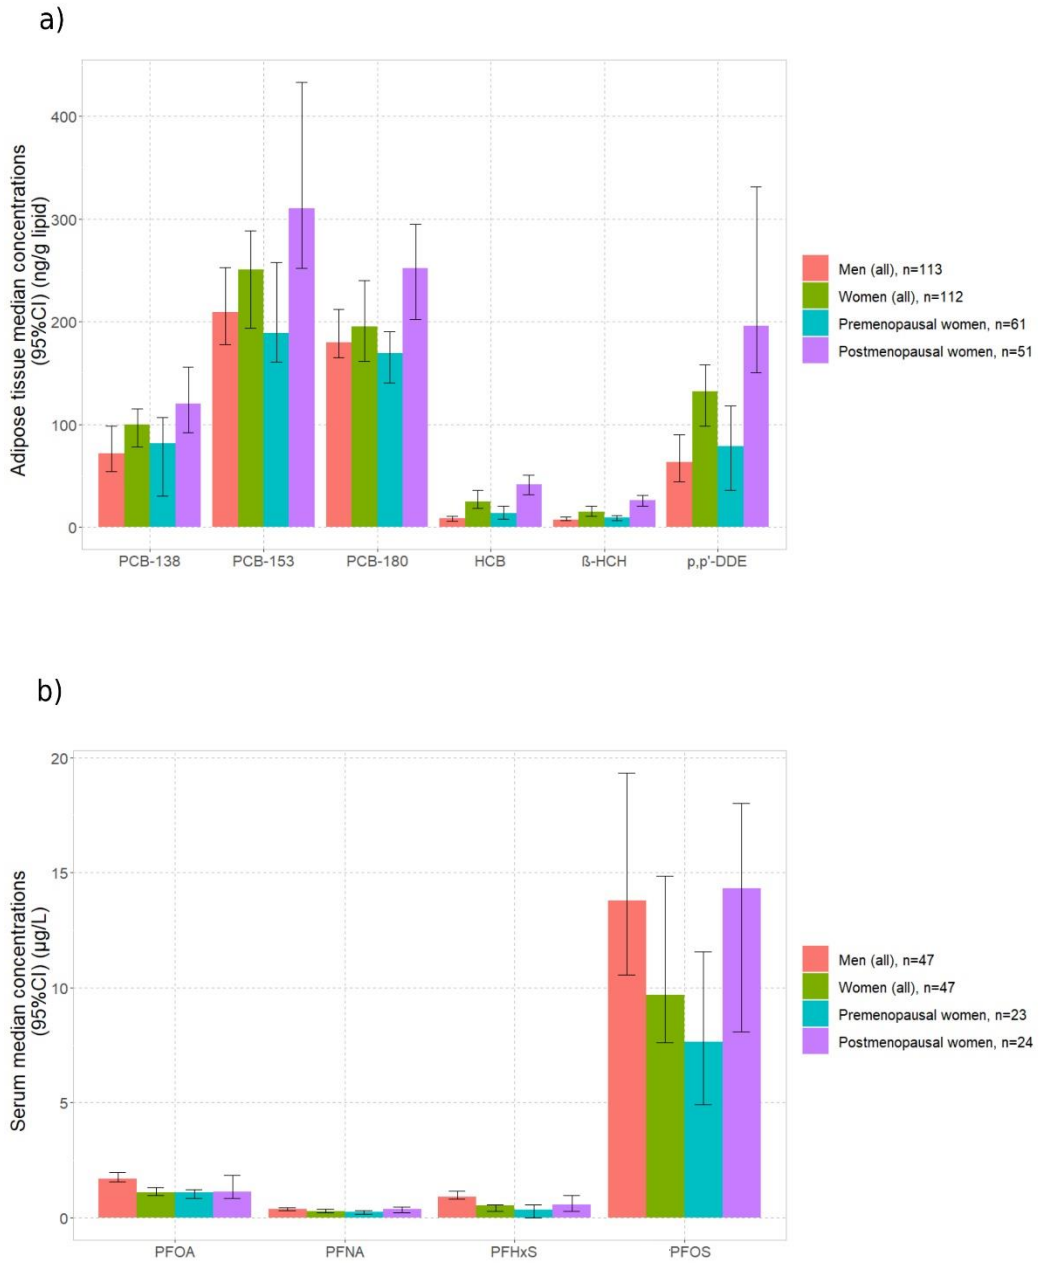 a)
Adipose tissue median concentrations
(95%CI) (ng/g lipid)
400
300
200
100
0
PCB-138
PCB-153
PCB-180
HCB
ß-HCH
p,p'-DDE
Men (all), n=113
Women (all), n=112
Premenopausal women, n=61
Postmenopausal women, n=51
b)
Serum median concentrations
(95%CI) (µg/L)
20
15
10
5
0
PFOA
PFNA
PFHxS
PFOS
Men (all), n=47
Women (all), n=47
Premenopausal women, n=23
Postmenopausal women, n=24